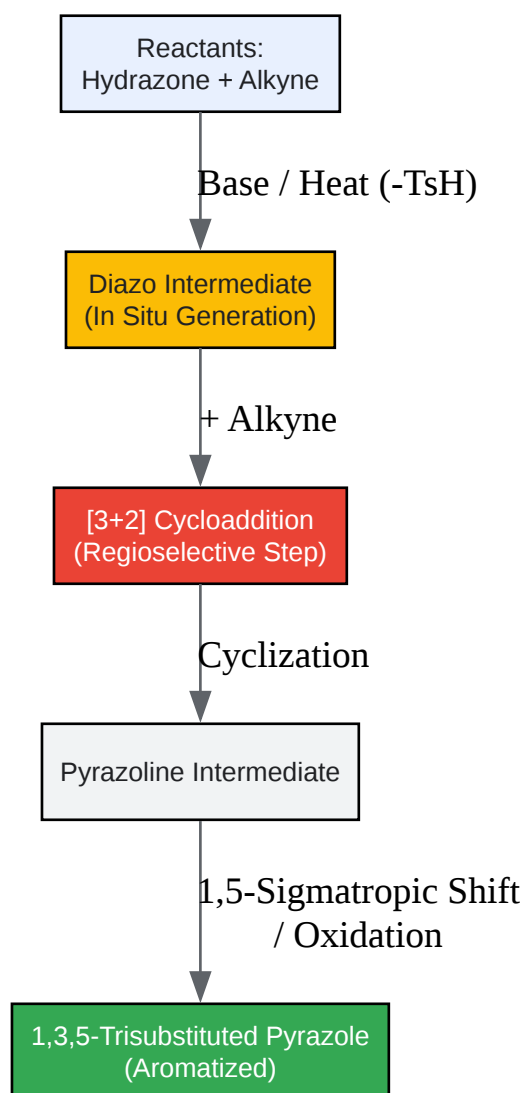 Reactants:
Hydrazone + Alkyne
Base / Heat (-TsH)
Diazo Intermediate
(In Situ Generation)
+ Alkyne
[3+2] Cycloaddition
(Regioselective Step)
Cyclization
Pyrazoline Intermediate
1,5-Sigmatropic Shift
/ Oxidation
1,3,5-Trisubstituted Pyrazole
(Aromatized)